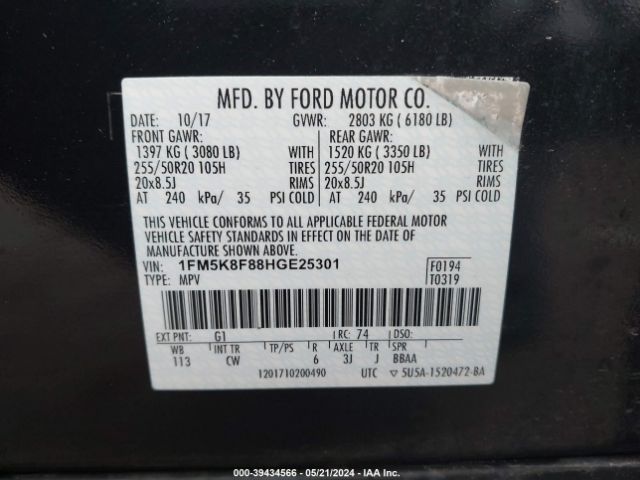 MFD. BY FORD MOTOR CO.
DATE: 10/17 GVWR: 2803 KG ( 6180 LB)
FRONT GAWR: REAR GAWR:
1397 KG ( 3080 LB) WITH 1520 KG ( 3350 LB) WITH
255/50R20 105H TIRES 255/50R20 105H TIRES
20x8.5J RIMS 20x8.5J RIMS
AT 240 kPa/ 35 PSI COLD AT 240 kPa/ 35 PSI COLD
THIS VEHICLE CONFORMS TO ALL APPLICABLE FEDERAL MOTOR
VEHICLE SAFETY STANDARDS IN EFFECT ON THE DATE OF
MANUFACTURE SHOWN ABOVE.
VIN: 1FM5K8F88HGE25301 F0194
TYPE: MPV T0319
EXT PNT: G1 RC: 74 DSO:
WB INT TR TP/PS R AXLE TR SPR
113 CW 6 3J J BBAA
1201710200490 UTC ▽ 5U5A-1520472-BA
000-39434566 - 05/21/2024 - IAA Inc.